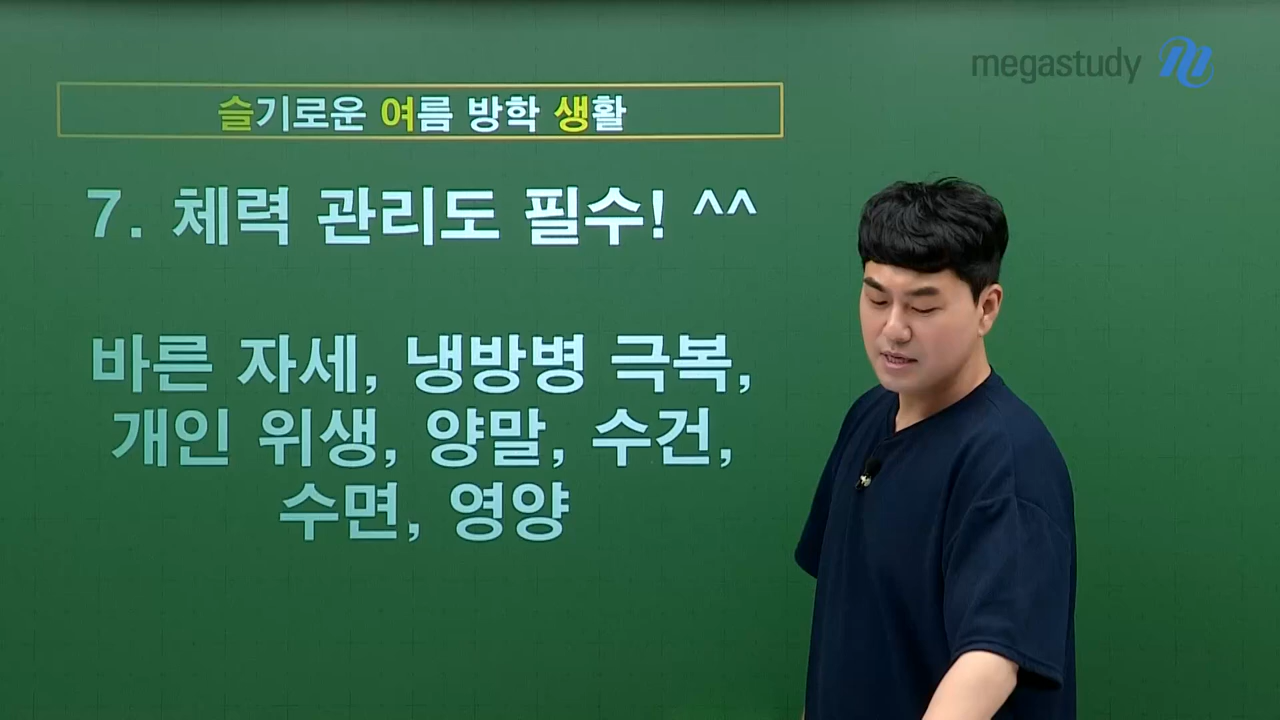 megastudy
슬기로운 여름 방학 생활
7. 체력 관리도 필수! ^^
바른 자세, 냉방병 극복,
개인 위생, 양말, 수건,
수면, 영양